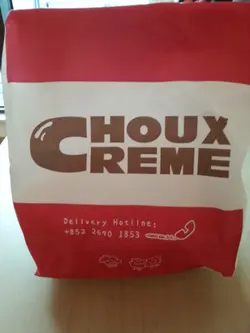 CHOUX
CREME
Delivery Hotline:
+852 2690 1853